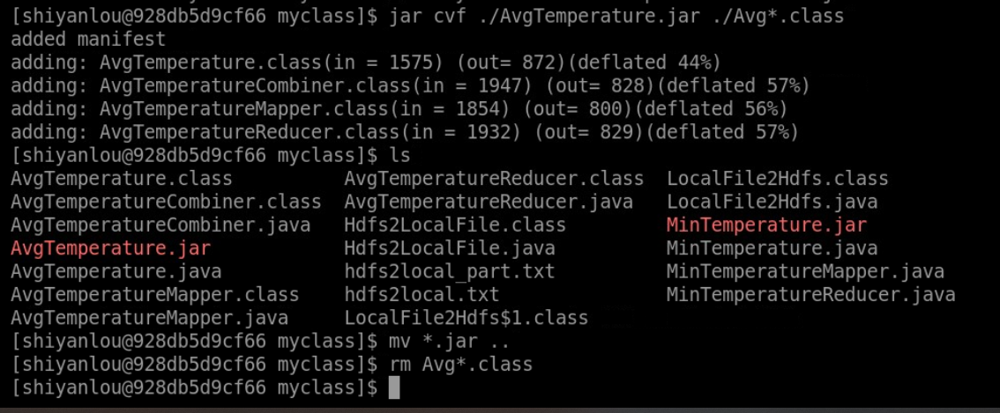 [shiyanlou@928db5d9cf66 myclass]$ jar cvf ./AvgTemperature.jar ./Avg*.class
added manifest
adding: AvgTemperature.class(in = 1575) (out= 872)(deflated 44%)
adding: AvgTemperatureCombiner.class(in = 1947) (out= 828)(deflated 57%)
adding: AvgTemperatureMapper.class(in = 1854) (out= 800)(deflated 56%)
adding: AvgTemperatureReducer.class(in = 1932) (out= 829)(deflated 57%)
[shiyanlou@928db5d9cf66 myclass]$ ls
AvgTemperature.class AvgTemperatureReducer.class LocalFile2Hdfs.class
AvgTemperatureCombiner.class AvgTemperatureReducer.java LocalFile2Hdfs.java
AvgTemperatureCombiner.java Hdfs2LocalFile.class MinTemperature.jar
AvgTemperature.jar Hdfs2LocalFile.java MinTemperature.java
AvgTemperature.java hdfs2local_part.txt MinTemperatureMapper.java
AvgTemperatureMapper.class hdfs2local.txt MinTemperatureReducer.java
AvgTemperatureMapper.java LocalFile2Hdfs$1.class
[shiyanlou@928db5d9cf66 myclass]$ mv *.jar ..
[shiyanlou@928db5d9cf66 myclass]$ rm Avg*.class
[shiyanlou@928db5d9cf66 myclass]$